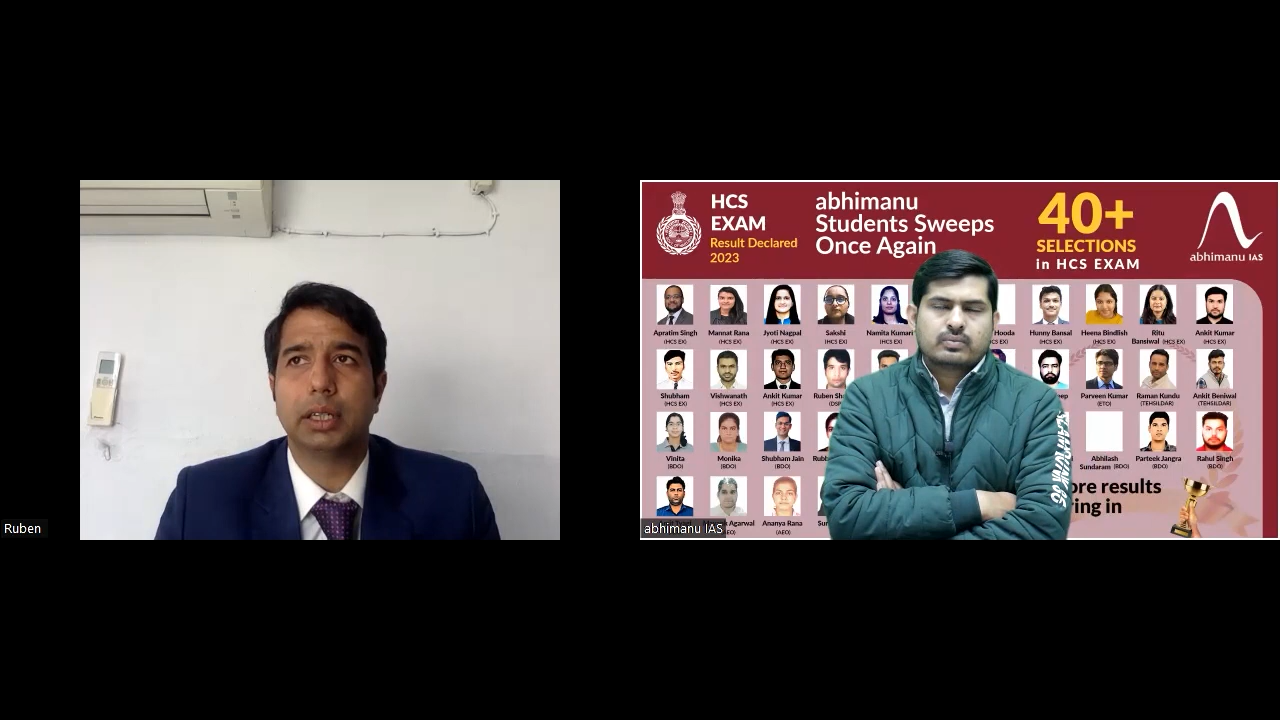 HCS
EXAM
Result Declared
2023
abhimanu
Students Sweeps
Once Again
40+
SELECTIONS
in HCS EXAM
abhimanu IAS
Apratim Singh
(HCS EX)
Mannat Rana
(HCS EX)
Jyoti Nagpal
(HCS EX)
Sakshi
(HCS EX)
Namita Kumari
(HCS EX)
Hooda
Hunny Bansal
(HCS EX)
Heena Bindlish
(HCS EX)
Ritu
Bansiwal (HCS EX)
Ankit Kumar
(HCS EX)
Shubham
(HCS EX)
Vishwanath
(HCS EX)
Ankit Kumar
(HCS EX)
Ruben
Parveen Kumar
(ETO)
Raman Kundu
(TEHSILDAR)
Ankit Beniwal
(TEHSILDAR)
Vinita
(BDO)
Monika
(BDO)
Shubham Jain
(BDO)
Abhilash
Sundaram (BDO)
Parteek Jangra
(BDO)
Rahul Singh
(BDO)
Agarwal
Ananya Rana
(AEO)
ore results
ing in
Ruben
abhimanu IAS